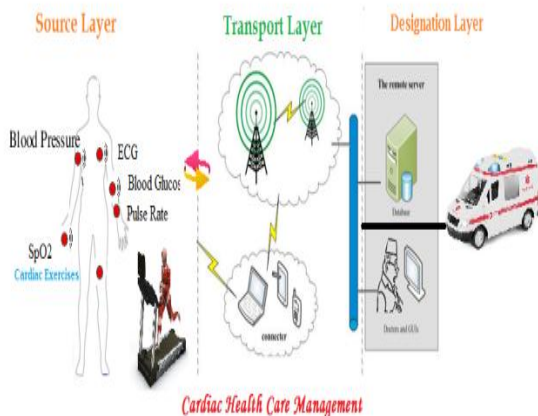 Source Layer
Transport Layer
Designation Layer
Blood Pressure
ECG
Blood Glucos
Pulse Rate
SpO2
Cardiac Exercises
The remote server
Database
Doctors and GUIs
connecter
Cardiac Health Care Management